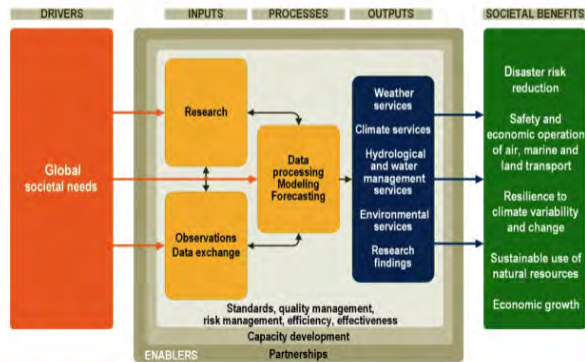 DRIVERS
INPUTS
PROCESSES
OUTPUTS
SOCIETAL BENEFITS
Global
societal needs
Research
Observations
Data exchange
Data
processing
Modeling
Forecasting
Weather
services
Climate services
Hydrological and
water
management
services
Environmental
services
Research
findings
Disaster risk
reduction
Safety and
economic operation
of air, marine and
land transport
Resilience to
climate variability
and change
Sustainable use of
natural resources
Economic growth
Standards, quality management,
risk management, efficiency, effectiveness
Capacity development
ENABLERS
Partnerships